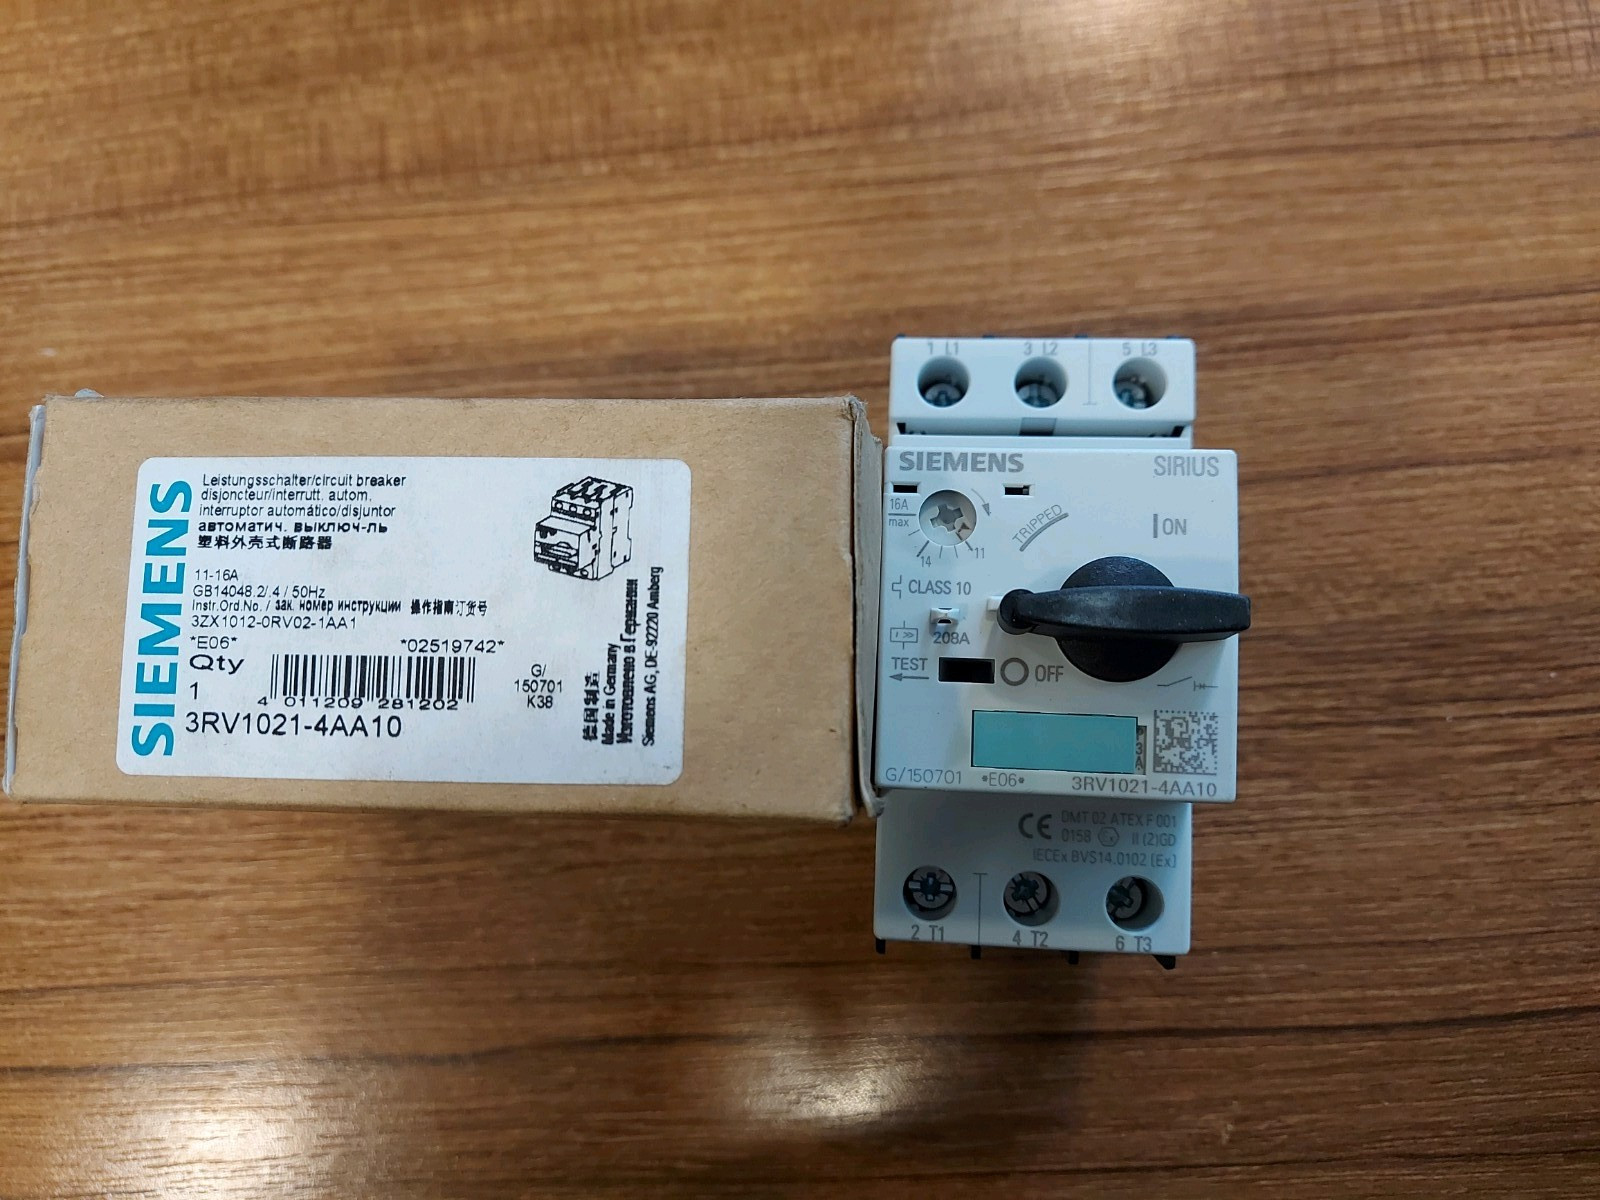 SIEMENS
Leistungsschalter/circuit breaker
disjoncteur/interrutt. autom.
interruptor automático/disjuntor
автоматич. выключ-ль
塑料外壳式断路器
11-16A
GB14048.2/.4 / 50Hz
Instr.Ord.No. / зак. номер инструкции 操作指南订货号
3ZX1012-0RV02-1AA1
*E06* *02519742*
Qty
1
4 011209 281202
G/
150701
K38
3RV1021-4AA10
德国制造
Made in Germany
Изготовлено в Германии
Siemens AG, DE-92220 Amberg
1 L1 3 L2 5 L3
SIEMENS SIRIUS
16A
max
14
11
TRIPPED
ON
CLASS 10
208A
TEST
OFF
G/150701 *E06* 3RV1021-4AA10
CE
DMT 02 ATEX F 001
0158 Ex II (2)GD
IECEx BVS14.0102 [Ex]
2 T1 4 T2 6 T3